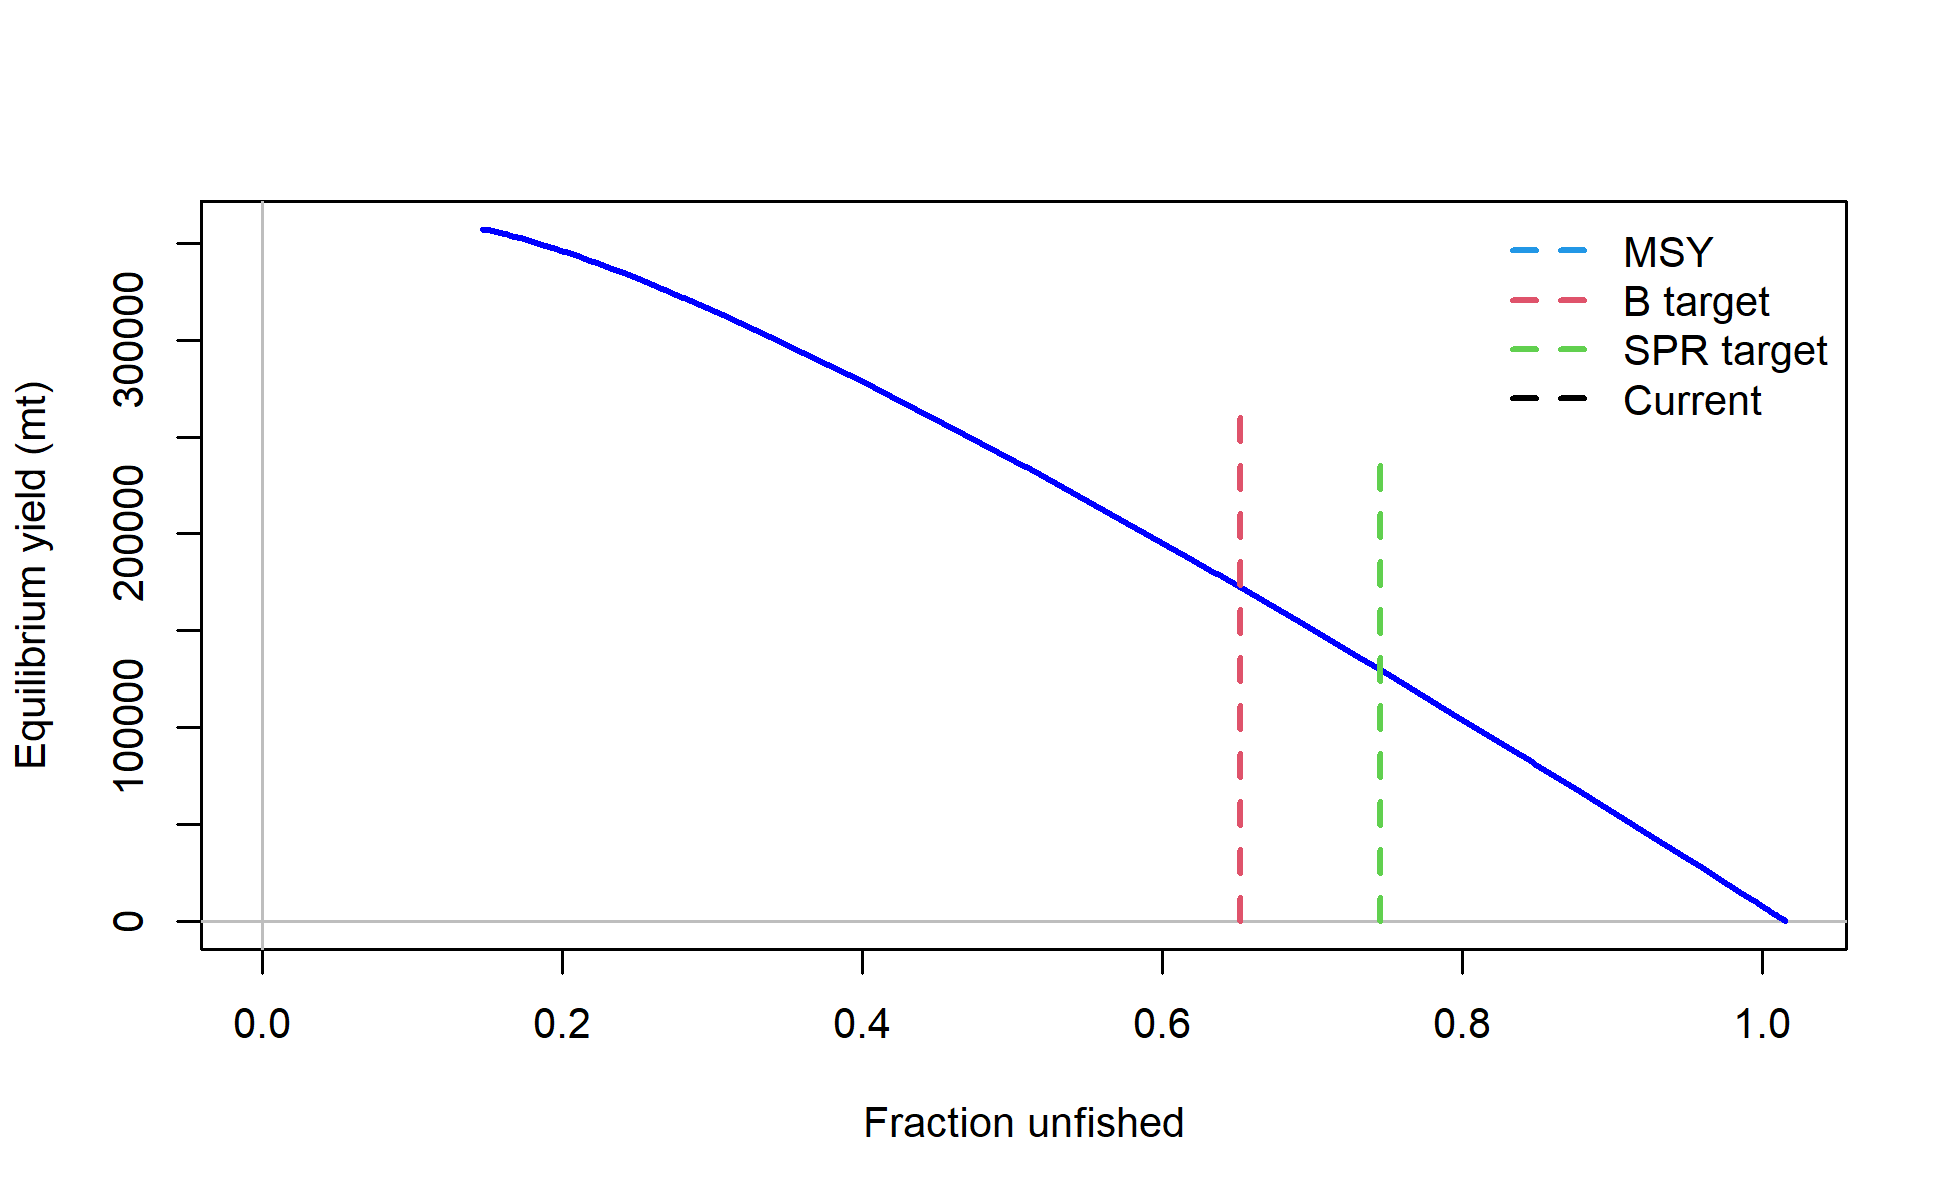 MSY
B target
SPR target
Current
Equilibrium yield (mt)
0
100000
200000
300000
0.0
0.2
0.4
0.6
0.8
1.0
Fraction unfished